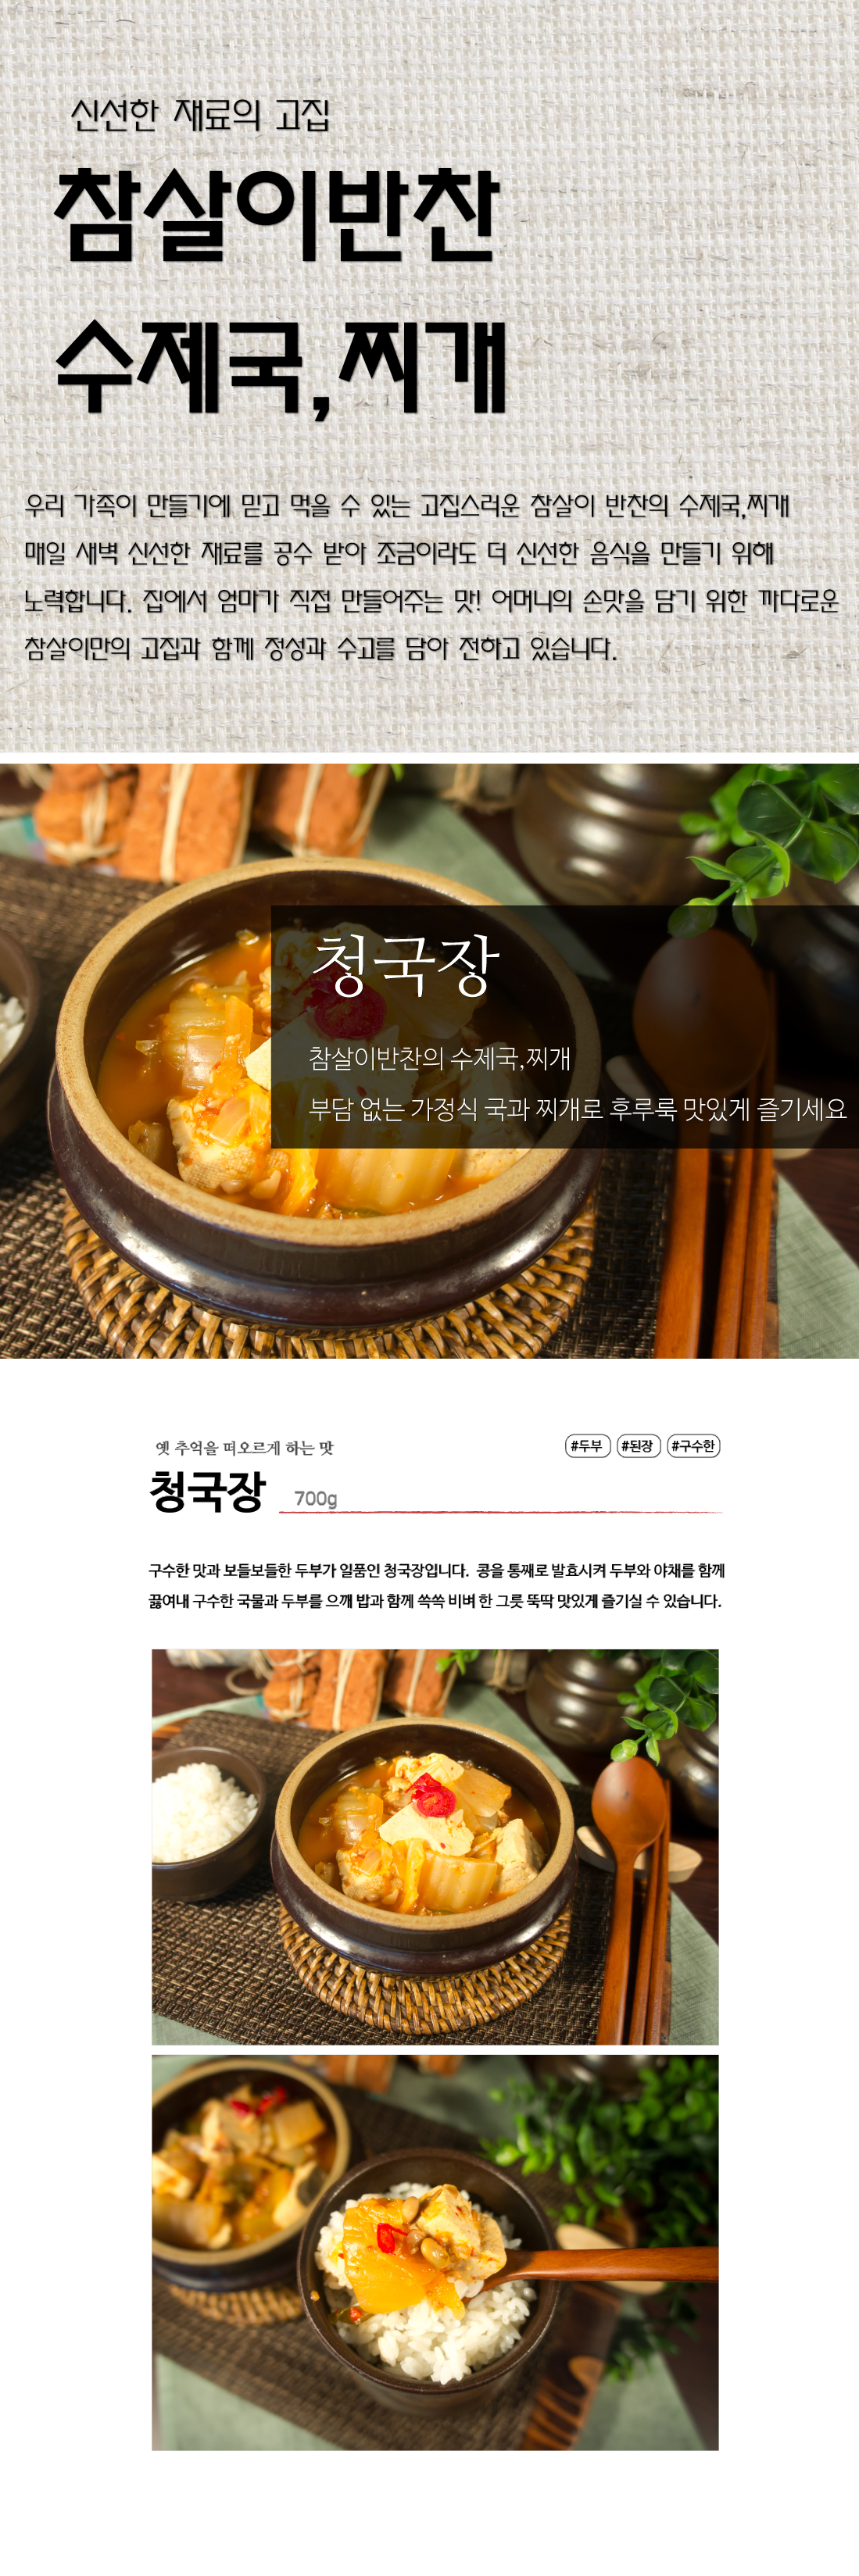 신선한 재료의 고집
참살이반찬
수제국,찌개
우리 가족이 만들기에 믿고 먹을 수 있는 고집스러운 참살이 반찬의 수제국,찌개
매일 새벽 신선한 재료를 공수 받아 조금이라도 더 신선한 음식을 만들기 위해
노력합니다. 집에서 엄마가 직접 만들어주는 맛! 어머니의 손맛을 담기 위한 까다로운
참살이만의 고집과 함께 정성과 수고를 담아 전하고 있습니다.
청국장
참살이반찬의 수제국,찌개
부담 없는 가정식 국과 찌개로 후루룩 맛있게 즐기세요
옛 추억을 떠오르게 하는 맛
#두부 #된장 #구수한
청국장 700g
구수한 맛과 보들보들한 두부가 일품인 청국장입니다. 콩을 통째로 발효시켜 두부와 야채를 함께
끓여내 구수한 국물과 두부를 으깨 밥과 함께 쓱쓱 비벼 한 그릇 뚝딱 맛있게 즐기실 수 있습니다.